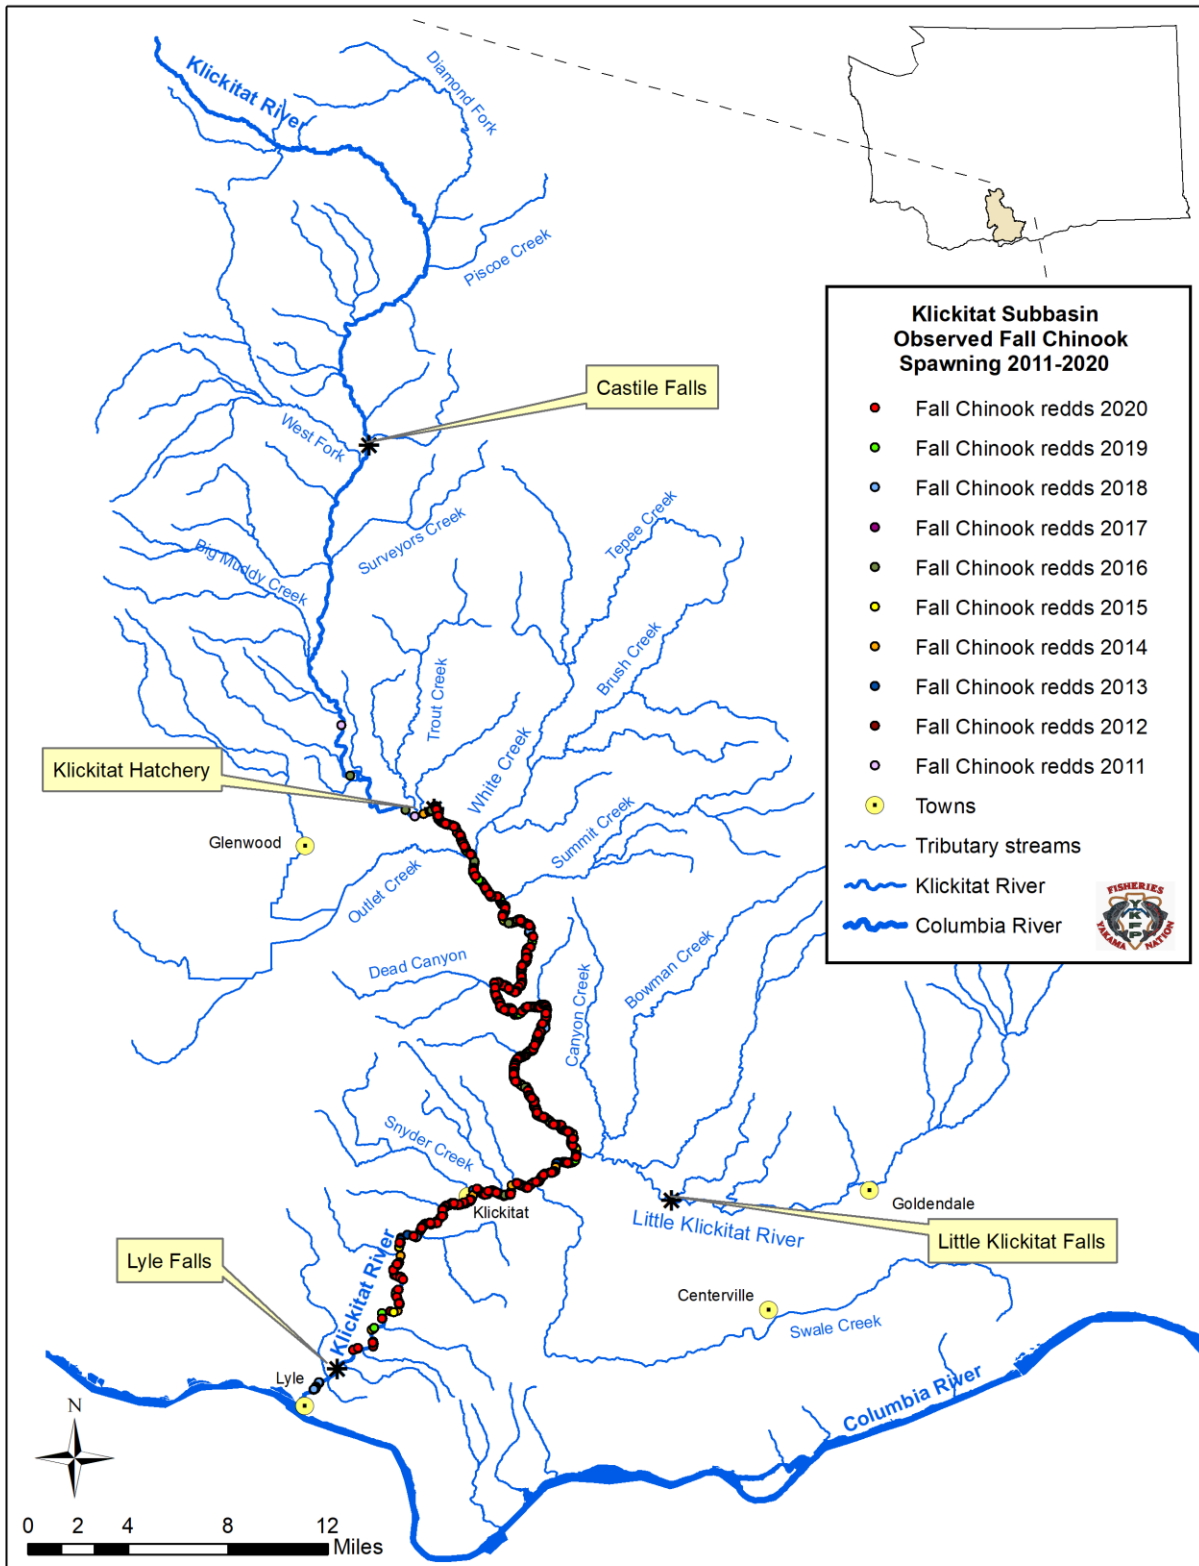 Klickitat River
Diamond Fork
Piscoe Creek
Castile Falls
West Fork
Surveyors Creek
Big Muddy Creek
Tepee Creek
Brush Creek
Trout Creek
White Creek
Klickitat Hatchery
Glenwood
Outlet Creek
Summit Creek
Dead Canyon
Canyon Creek
Bowman Creek
Snyder Creek
Klickitat
Goldendale
Little Klickitat River
Little Klickitat Falls
Lyle Falls
Klickitat River
Centerville
Swale Creek
Lyle
Columbia River
N
0 2 4 8 12
Miles
Klickitat Subbasin
Observed Fall Chinook
Spawning 2011-2020
Fall Chinook redds 2020
Fall Chinook redds 2019
Fall Chinook redds 2018
Fall Chinook redds 2017
Fall Chinook redds 2016
Fall Chinook redds 2015
Fall Chinook redds 2014
Fall Chinook redds 2013
Fall Chinook redds 2012
Fall Chinook redds 2011
Towns
Tributary streams
Klickitat River
Columbia River
FISHERIES
YKFP
YAKAMA NATION